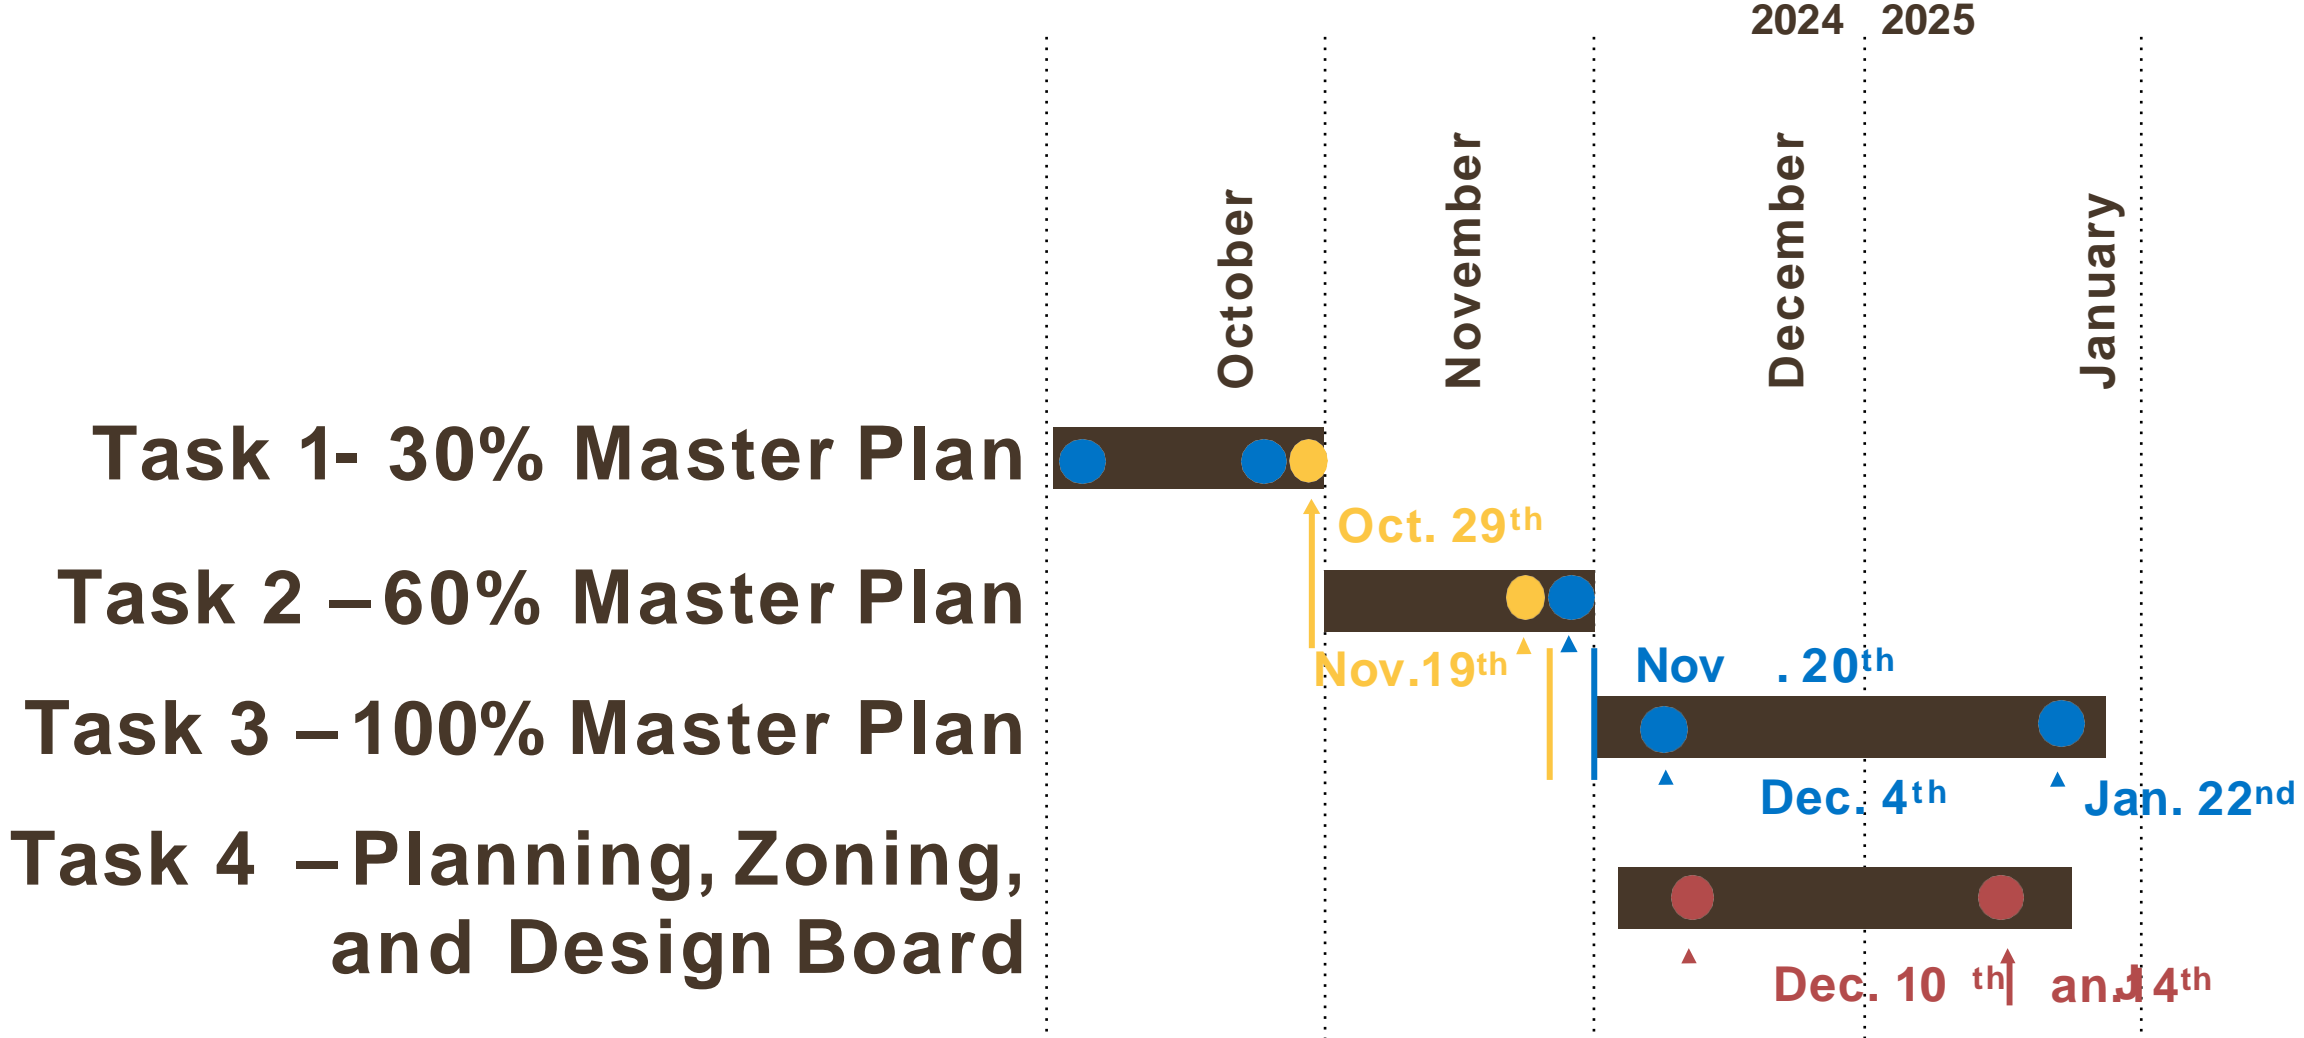 2024 2025
October
November
December
January
Task 1- 30% Master Plan
Oct. 29th
Task 2 – 60% Master Plan
Nov.19th
Nov . 20th
Task 3 – 100% Master Plan
Dec. 4th
Jan. 22nd
Task 4 – Planning, Zoning,
and Design Board
Dec. 10 th
Jan. 14th